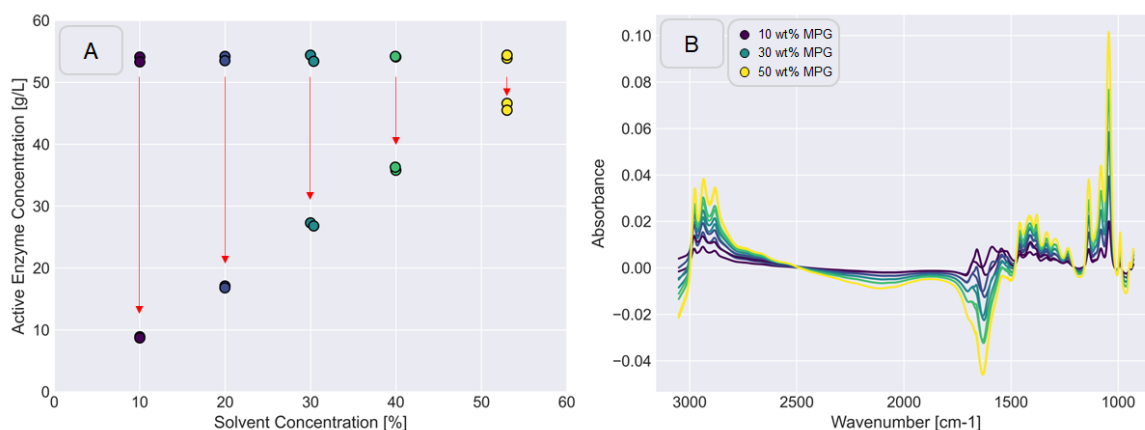 A
Active Enzyme Concentration [g/L]
60
50
40
30
20
10
0
0 10 20 30 40 50 60
Solvent Concentration [%]
B
10 wt% MPG
30 wt% MPG
50 wt% MPG
Absorbance
0.10
0.08
0.06
0.04
0.02
0.00
−0.02
−0.04
3000 2500 2000 1500 1000
Wavenumber [cm-1]